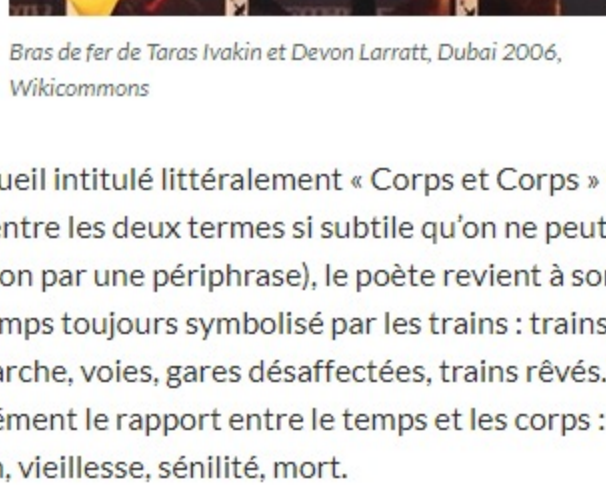 Bras de fer de Taras Ivakin et Devon Larratt, Dubai 2006,
Wikicommons
ueil intitulé littéralement « Corps et Corps »
entre les deux termes si subtile qu’on ne peut
on par une périphrase), le poète revient à so
mps toujours symbolisé par les trains : trains
arche, voies, gares désaffectées, trains rêvés.
ément le rapport entre le temps et les corps :
, vieillesse, sénilité, mort.